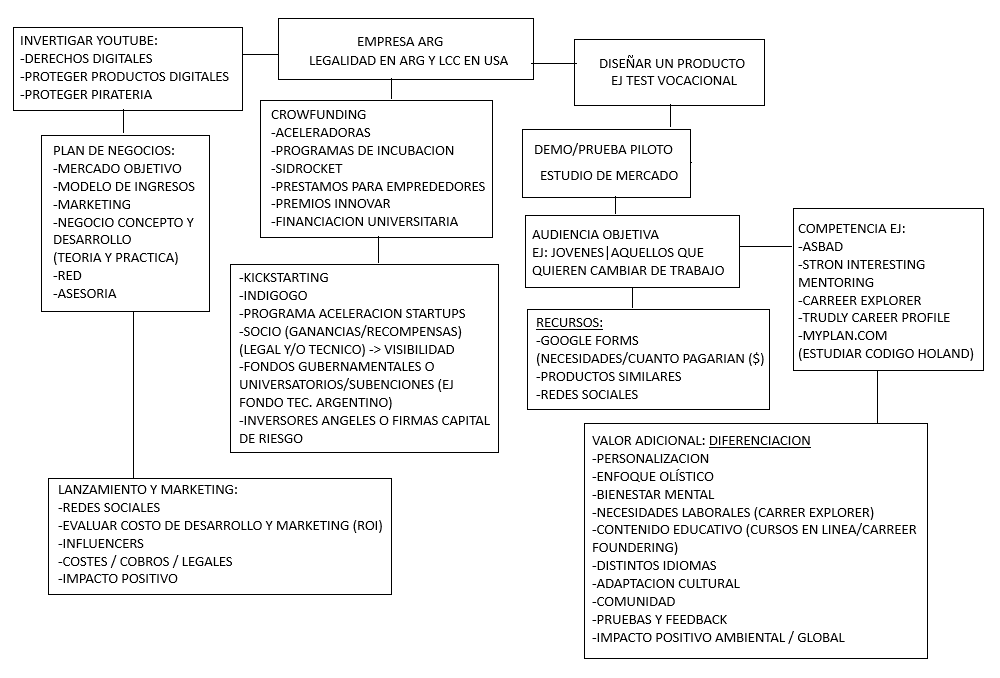 INVERTIGAR YOUTUBE:
-DERECHOS DIGITALES
-PROTEGER PRODUCTOS DIGITALES
-PROTEGER PIRATERIA
EMPRESA ARG
LEGALIDAD EN ARG Y LCC EN USA
DISEÑAR UN PRODUCTO
EJ TEST VOCACIONAL
PLAN DE NEGOCIOS:
-MERCADO OBJETIVO
-MODELO DE INGRESOS
-MARKETING
-NEGOCIO CONCEPTO Y
DESARROLLO
(TEORIA Y PRACTICA)
-RED
-ASESORIA
CROWFUNDING
-ACELERADORAS
-PROGRAMAS DE INCUBACION
-SIDROCKET
-PRESTAMOS PARA EMPREDEDORES
-PREMIOS INNOVAR
-FINANCIACION UNIVERSITARIA
DEMO/PRUEBA PILOTO
ESTUDIO DE MERCADO
AUDIENCIA OBJETIVA
EJ: JOVENES|AQUELLOS QUE
QUIEREN CAMBIAR DE TRABAJO
COMPETENCIA EJ:
-ASBAD
-STRON INTERESTING
MENTORING
-CARREER EXPLORER
-TRUDLY CAREER PROFILE
-MYPLAN.COM
(ESTUDIAR CODIGO HOLAND)
-KICKSTARTING
-INDIGOGO
-PROGRAMA ACELERACION STARTUPS
-SOCIO (GANANCIAS/RECOMPENSAS)
(LEGAL Y/O TECNICO) -> VISIBILIDAD
-FONDOS GUBERNAMENTALES O
UNIVERSATORIOS/SUBENCIONES (EJ
FONDO TEC. ARGENTINO)
-INVERSORES ANGELES O FIRMAS CAPITAL
DE RIESGO
RECURSOS:
-GOOGLE FORMS
(NECESIDADES/CUANTO PAGARIAN ($)
-PRODUCTOS SIMILARES
-REDES SOCIALES
VALOR ADICIONAL: DIFERENCIACION
-PERSONALIZACION
-ENFOQUE OLÍSTICO
-BIENESTAR MENTAL
-NECESIDADES LABORALES (CARRER EXPLORER)
-CONTENIDO EDUCATIVO (CURSOS EN LINEA/CARREER
FOUNDERING)
-DISTINTOS IDIOMAS
-ADAPTACION CULTURAL
-COMUNIDAD
-PRUEBAS Y FEEDBACK
-IMPACTO POSITIVO AMBIENTAL / GLOBAL
LANZAMIENTO Y MARKETING:
-REDES SOCIALES
-EVALUAR COSTO DE DESARROLLO Y MARKETING (ROI)
-INFLUENCERS
-COSTES / COBROS / LEGALES
-IMPACTO POSITIVO